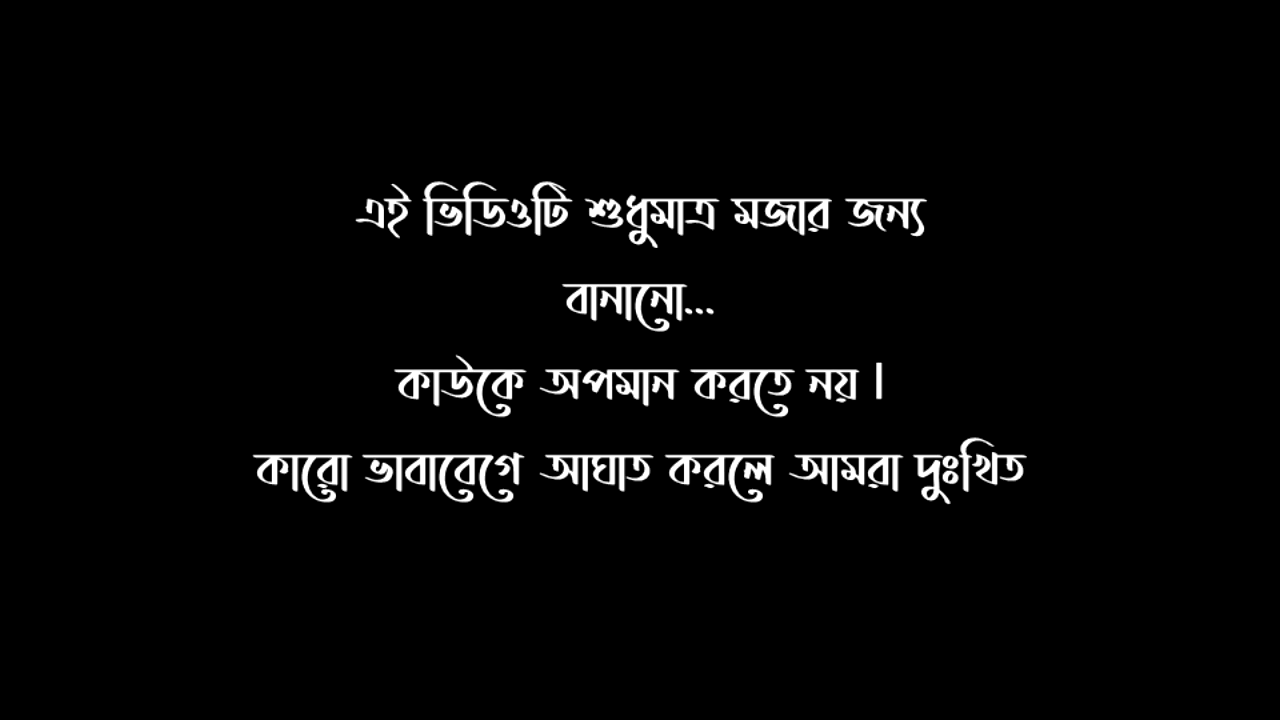 এই ভিডিওটি শুধুমাত্র মজার জন্য
বানানো...
কাউকে অপমান করতে নয় ।
কারো ভাবাবেগে আঘাত করলে আমরা দুঃখিত